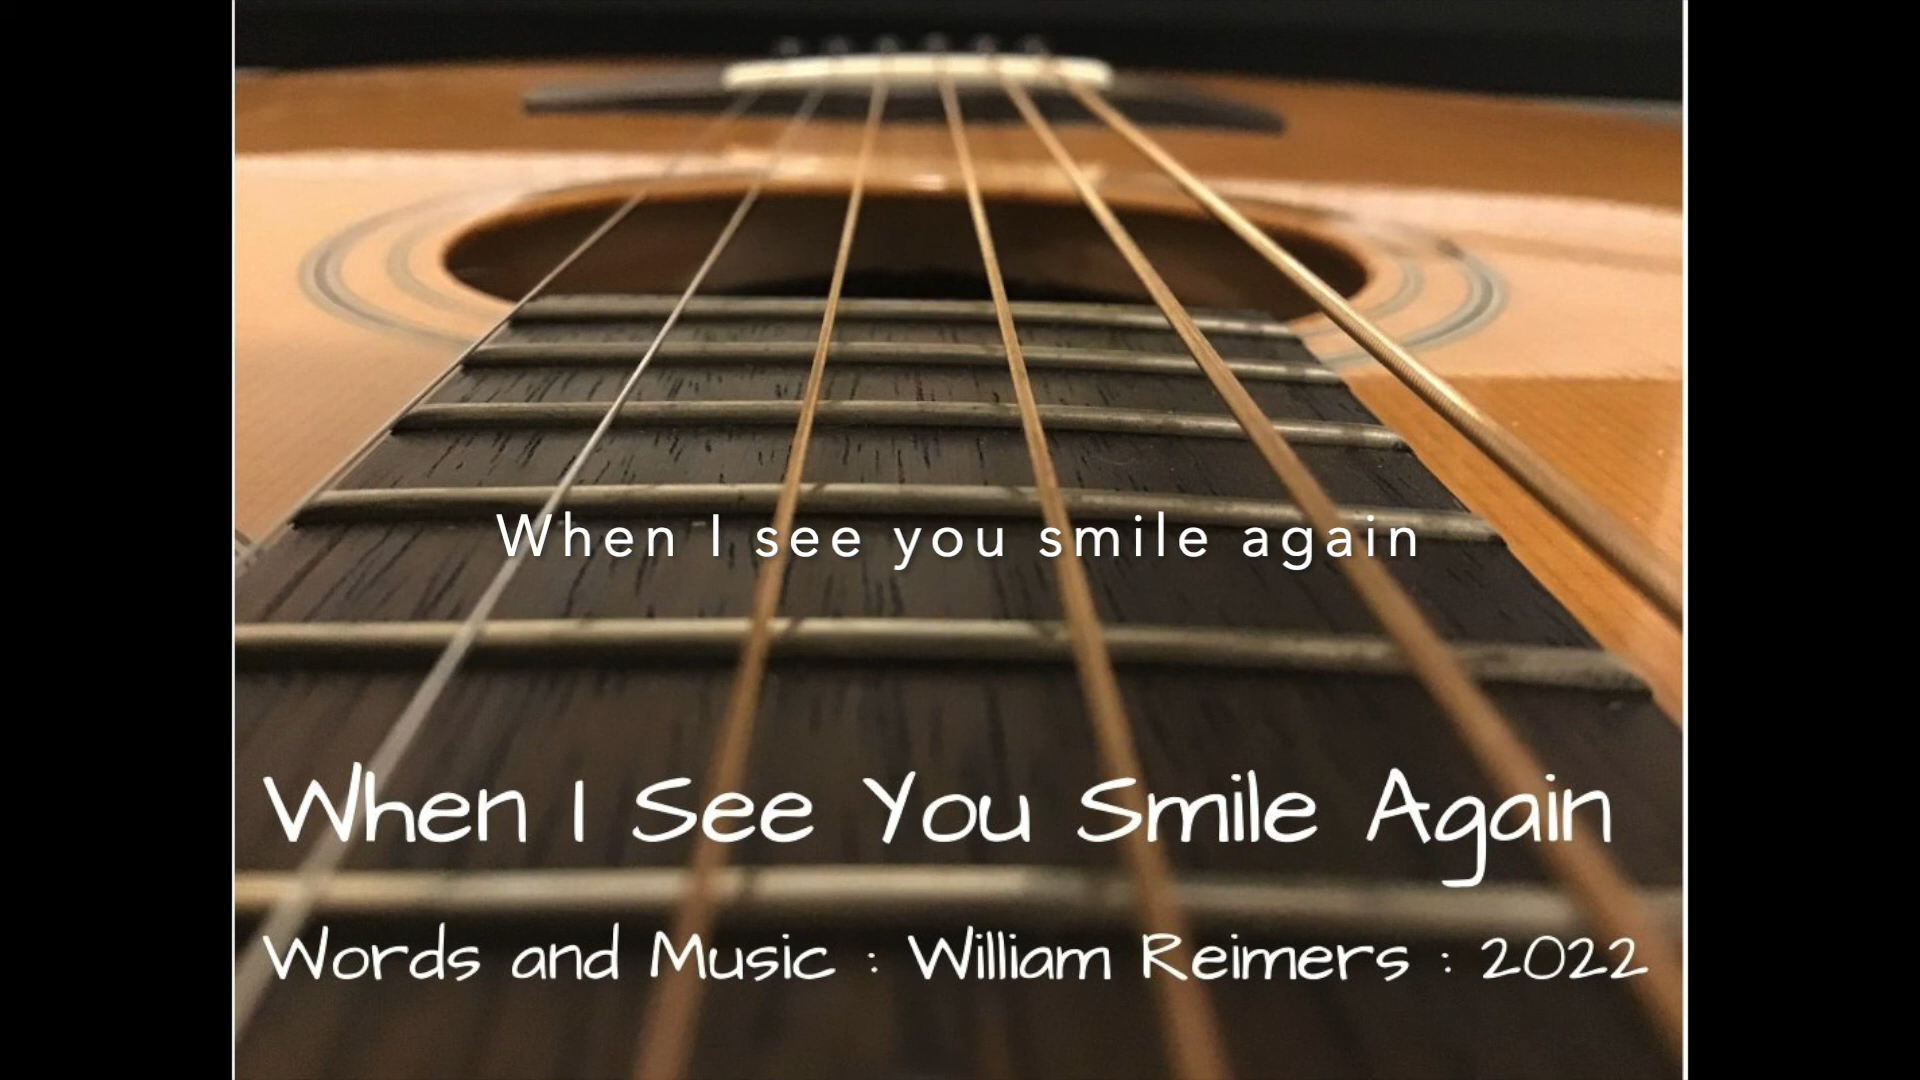 When I see you smile again
When I See You Smile Again
Words and Music : William Reimers : 2022